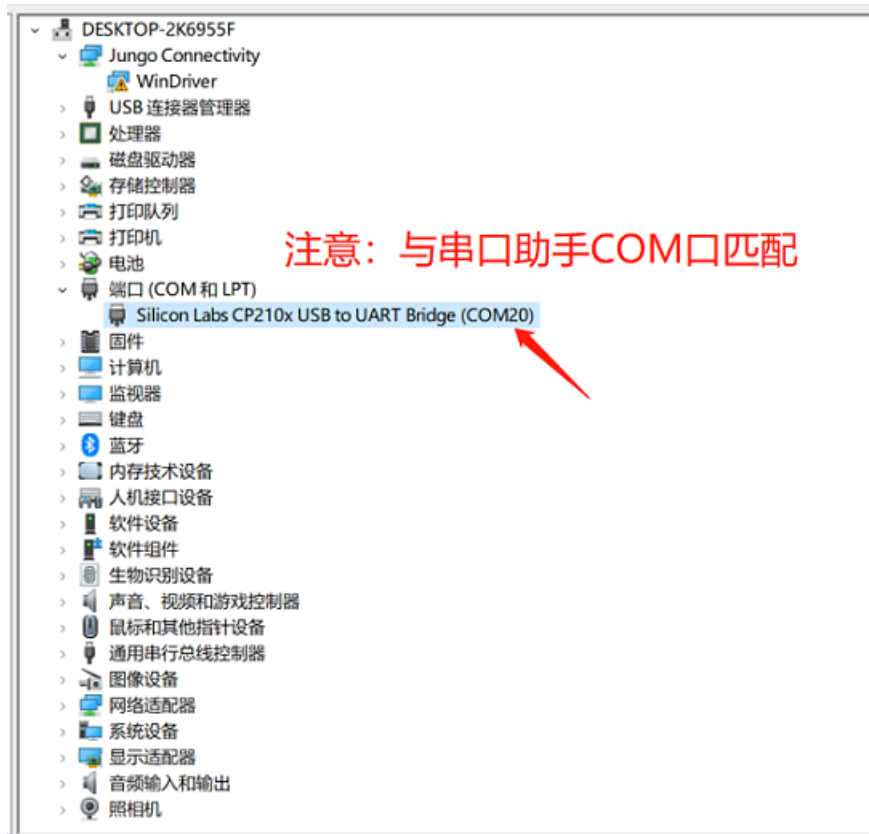 DESKTOP-2K6955F
Jungo Connectivity
WinDriver
USB 连接器管理器
处理器
磁盘驱动器
存储控制器
打印队列
打印机
注意：与串口助手COM口匹配
电池
端口 (COM 和 LPT)
Silicon Labs CP210x USB to UART Bridge (COM20)
固件
计算机
监视器
键盘
蓝牙
内存技术设备
人机接口设备
软件设备
软件组件
生物识别设备
声音、视频和游戏控制器
鼠标和其他指针设备
通用串行总线控制器
图像设备
网络适配器
系统设备
显示适配器
音频输入和输出
照相机